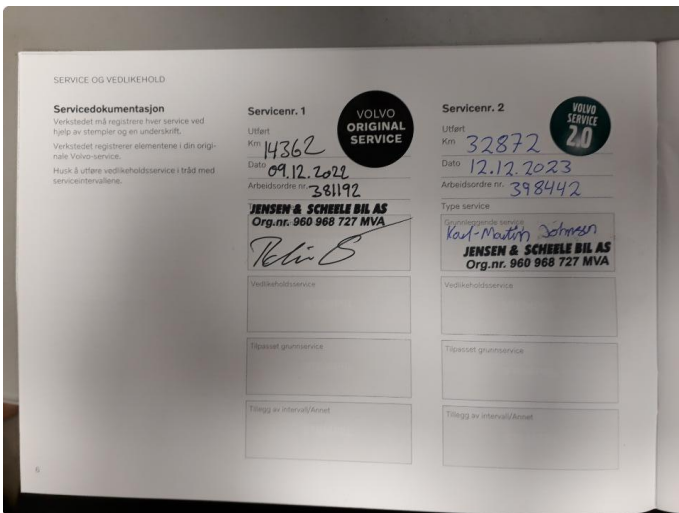 SERVICE OG VEDLIKEHOLD
Servicedokumentasjon
Verkstedet må registrere hver service ved
hjelp av stempler og en underskrift.
Verkstedet registrerer elementene i din origi-
nale Volvo-service.
Husk å utføre vedlikeholdsservice i tråd med
serviceintervallene.
Servicenr. 1
VOLVO
ORIGINAL
SERVICE
Utført
Km 14362
Dato 09.12.2022
Arbeidsordre nr. 381192
JENSEN & SCHEELE BIL AS
Org.nr. 960 968 727 MVA
Vedlikeholdsservice
Tilpasset grunnservice
Tillegg av intervall/Annet
Servicenr. 2
VOLVO
SERVICE
2.0
Utført
Km 32872
Dato 12.12.2023
Arbeidsordre nr. 398442
Type service
Grunnleggende service
Karl-Martin Johnsen
JENSEN & SCHEELE BIL AS
Org.nr. 960 968 727 MVA
Vedlikeholdsservice
Tilpasset grunnservice
Tillegg av intervall/Annet
6